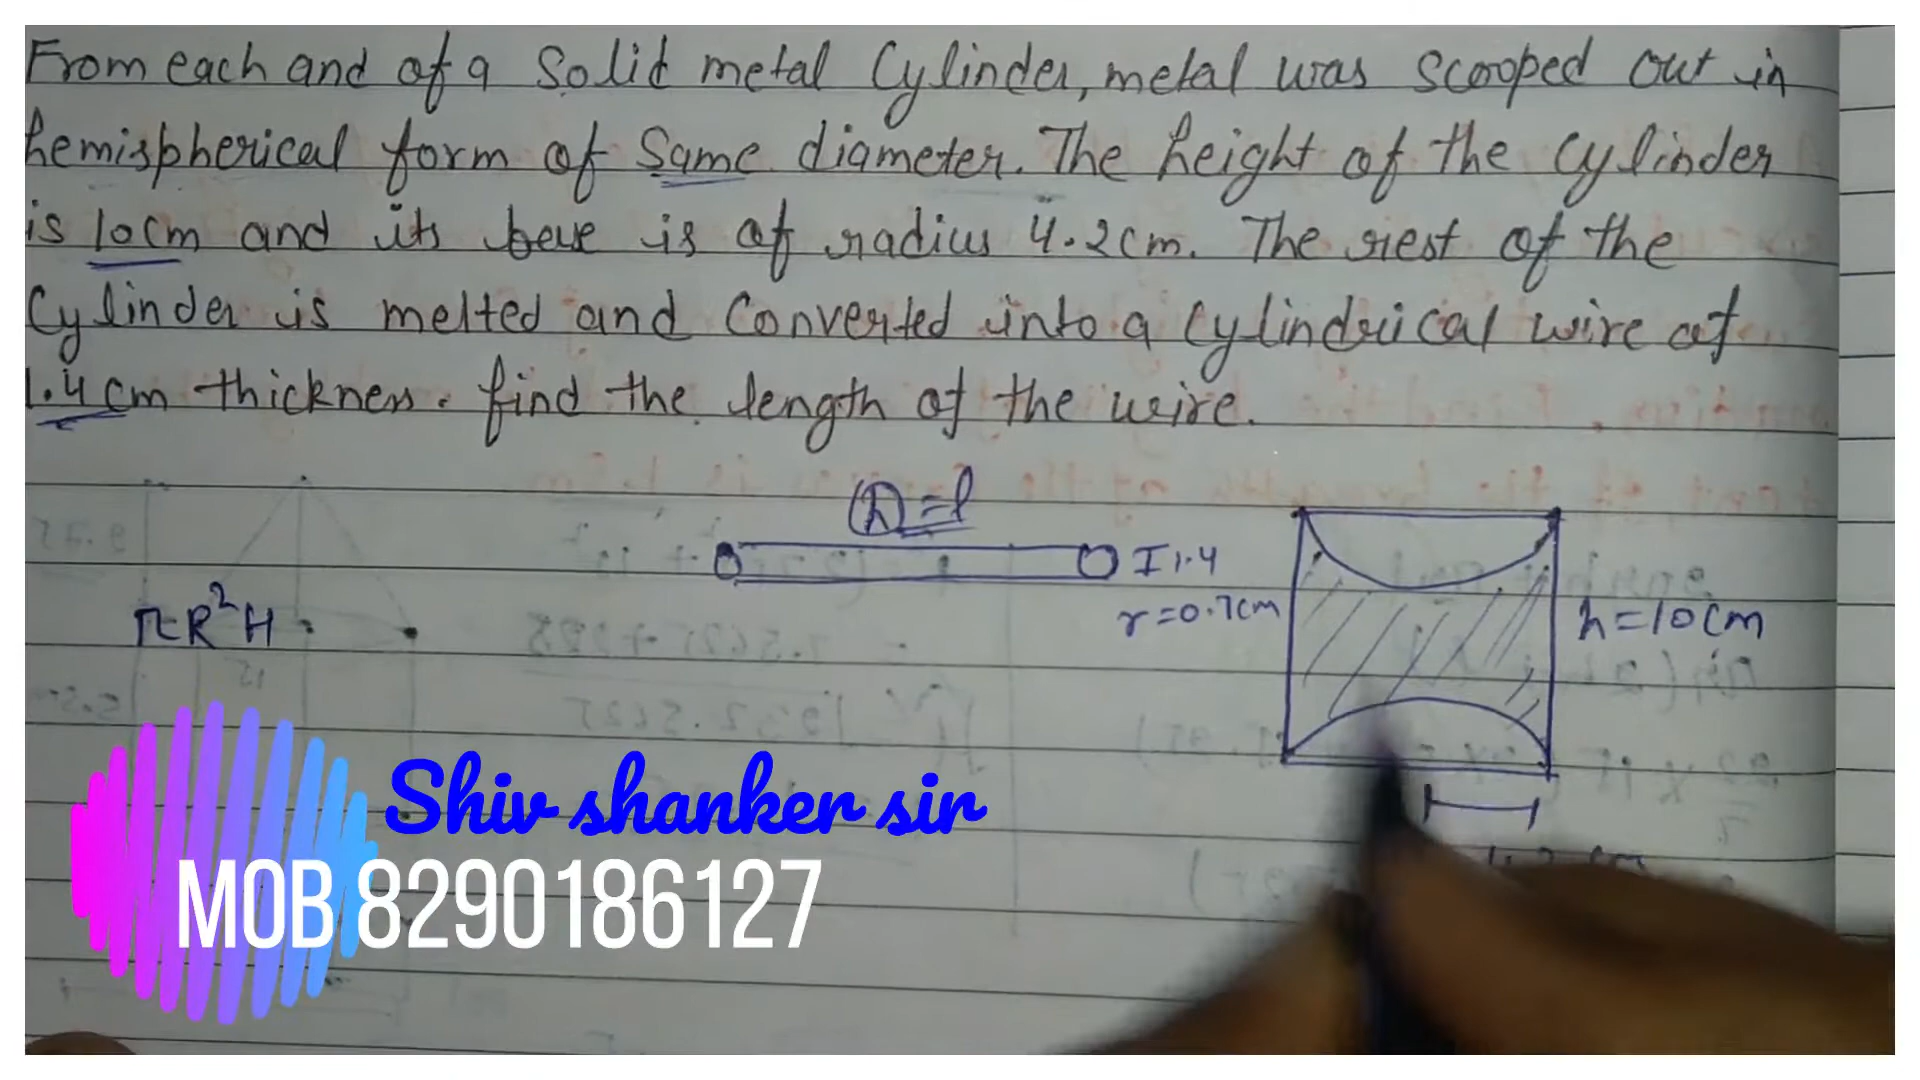 From each and of a Solid metal Cylinder, metal was scooped out in
hemispherical form of Same diameter. The height of the cylinder
is 10cm and its base is of radius 4.2cm. The rest of the
Cylinder is melted and Converted into a cylindrical wire of
1.4cm thickness. find the length of the wire.
(h) = l
I 1.4
r=0.7cm
h=10cm
πR²H
Shiv shanker sir
MOB 8290186127